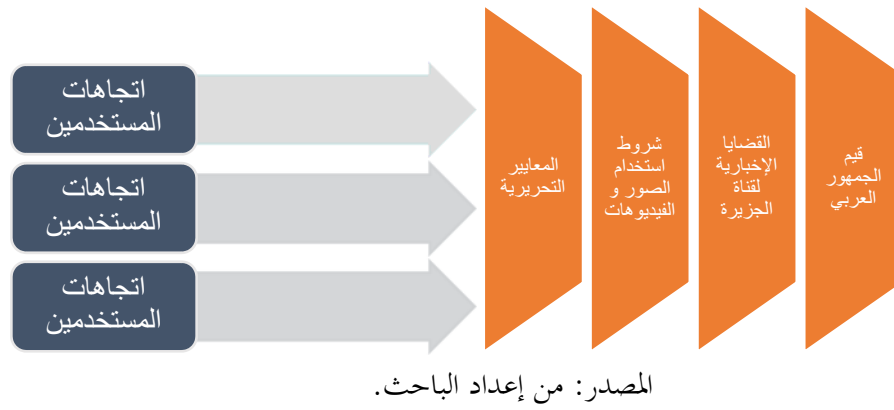 اتجاهات
المستخدمين
اتجاهات
المستخدمين
اتجاهات
المستخدمين
المعايير
التحريرية
شروط
استخدام
الصور و
الفيديوهات
القضايا
الإخبارية
لقناة
الجزيرة
قيم
الجمهور
العربي
المصدر: من إعداد الباحث.